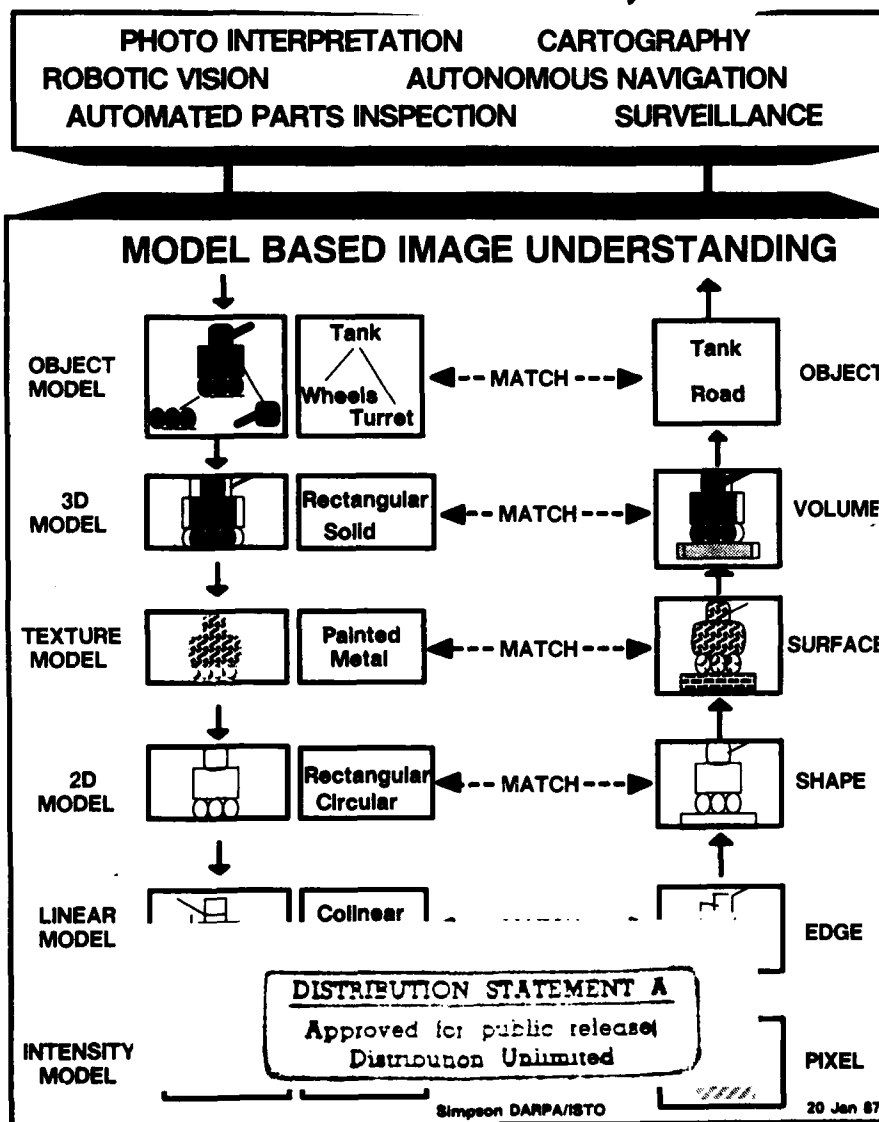 PHOTO INTERPRETATION CARTOGRAPHY
ROBOTIC VISION AUTONOMOUS NAVIGATION
AUTOMATED PARTS INSPECTION SURVEILLANCE
MODEL BASED IMAGE UNDERSTANDING
OBJECT
MODEL
Tank
Wheels
Turret
MATCH
Tank
Road
OBJECT
3D
MODEL
Rectangular
Solid
MATCH
VOLUME
TEXTURE
MODEL
Painted
Metal
MATCH
SURFACE
2D
MODEL
Rectangular
Circular
MATCH
SHAPE
LINEAR
MODEL
Colinear
EDGE
DISTRIBUTION STATEMENT A
Approved for public release;
Distribution Unlimited
INTENSITY
MODEL
PIXEL
Simpson DARPA/ISTO 20 Jan 87